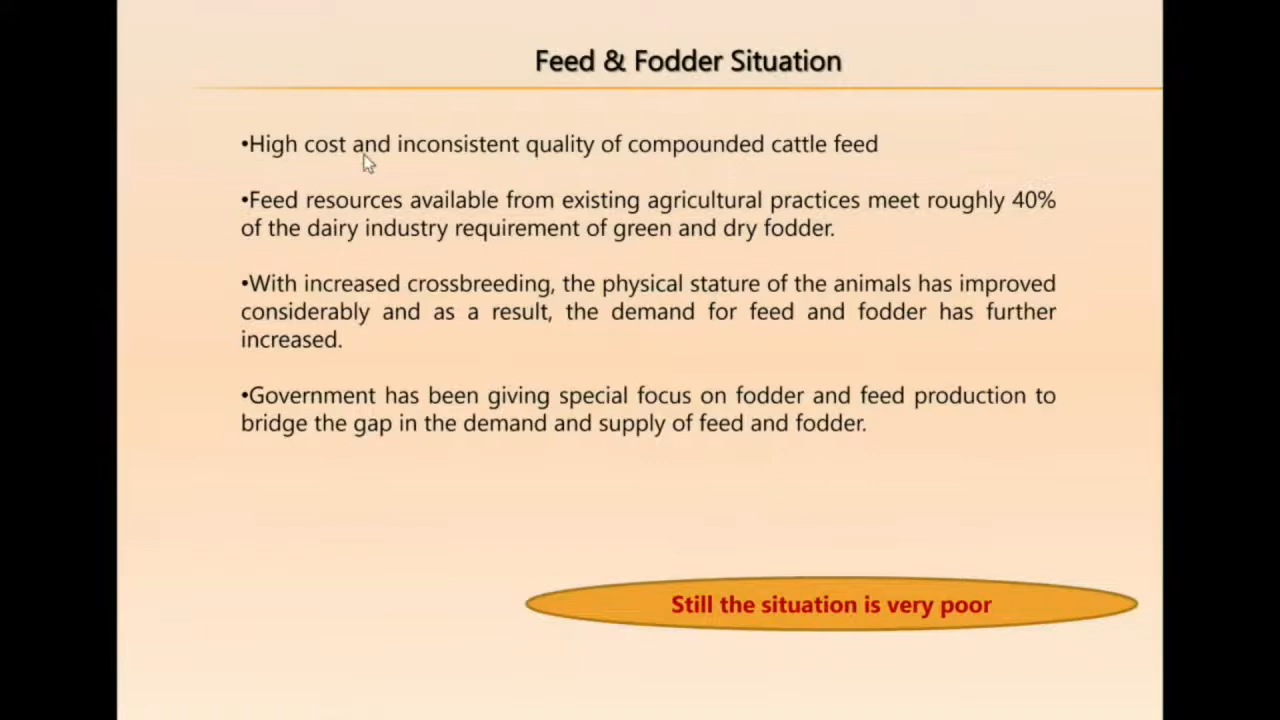 Feed & Fodder Situation
•High cost and inconsistent quality of compounded cattle feed
•Feed resources available from existing agricultural practices meet roughly 40%
of the dairy industry requirement of green and dry fodder.
•With increased crossbreeding, the physical stature of the animals has improved
considerably and as a result, the demand for feed and fodder has further
increased.
•Government has been giving special focus on fodder and feed production to
bridge the gap in the demand and supply of feed and fodder.
Still the situation is very poor